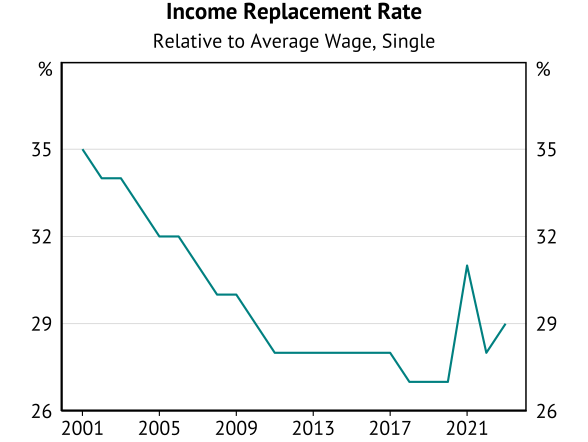 Income Replacement Rate
Relative to Average Wage, Single
% %
35 35
32 32
29 29
26 26
2001 2005 2009 2013 2017 2021